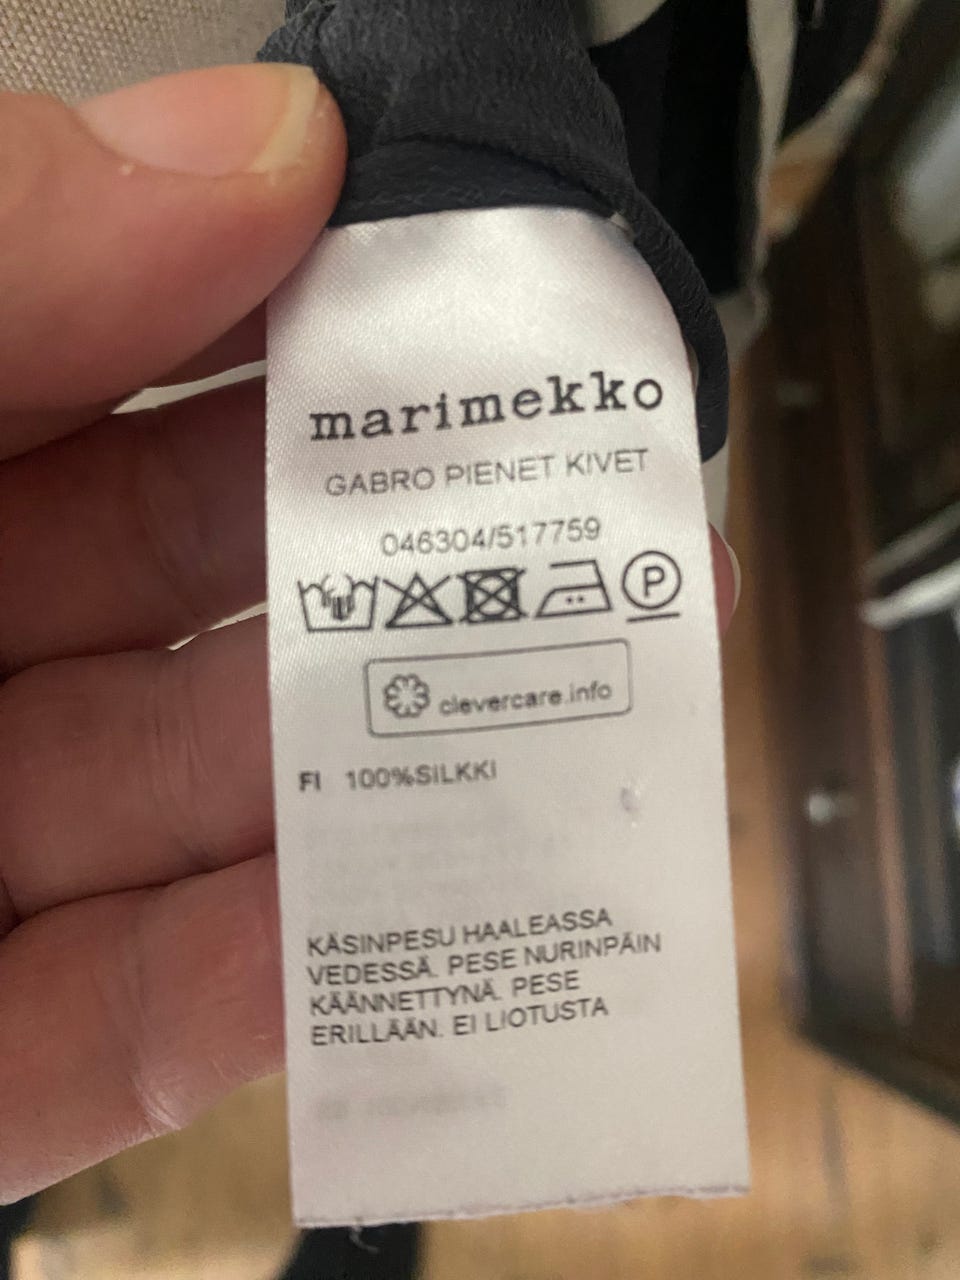 marimekko
GABRO PIENET KIVET
046304/517759
P
clevercare.info
FI 100%SILKKI
KÄSINPESU HAALEASSA
VEDESSÄ. PESE NURINPÄIN
KÄÄNNETTYNÄ. PESE
ERILLÄÄN. EI LIOTUSTA